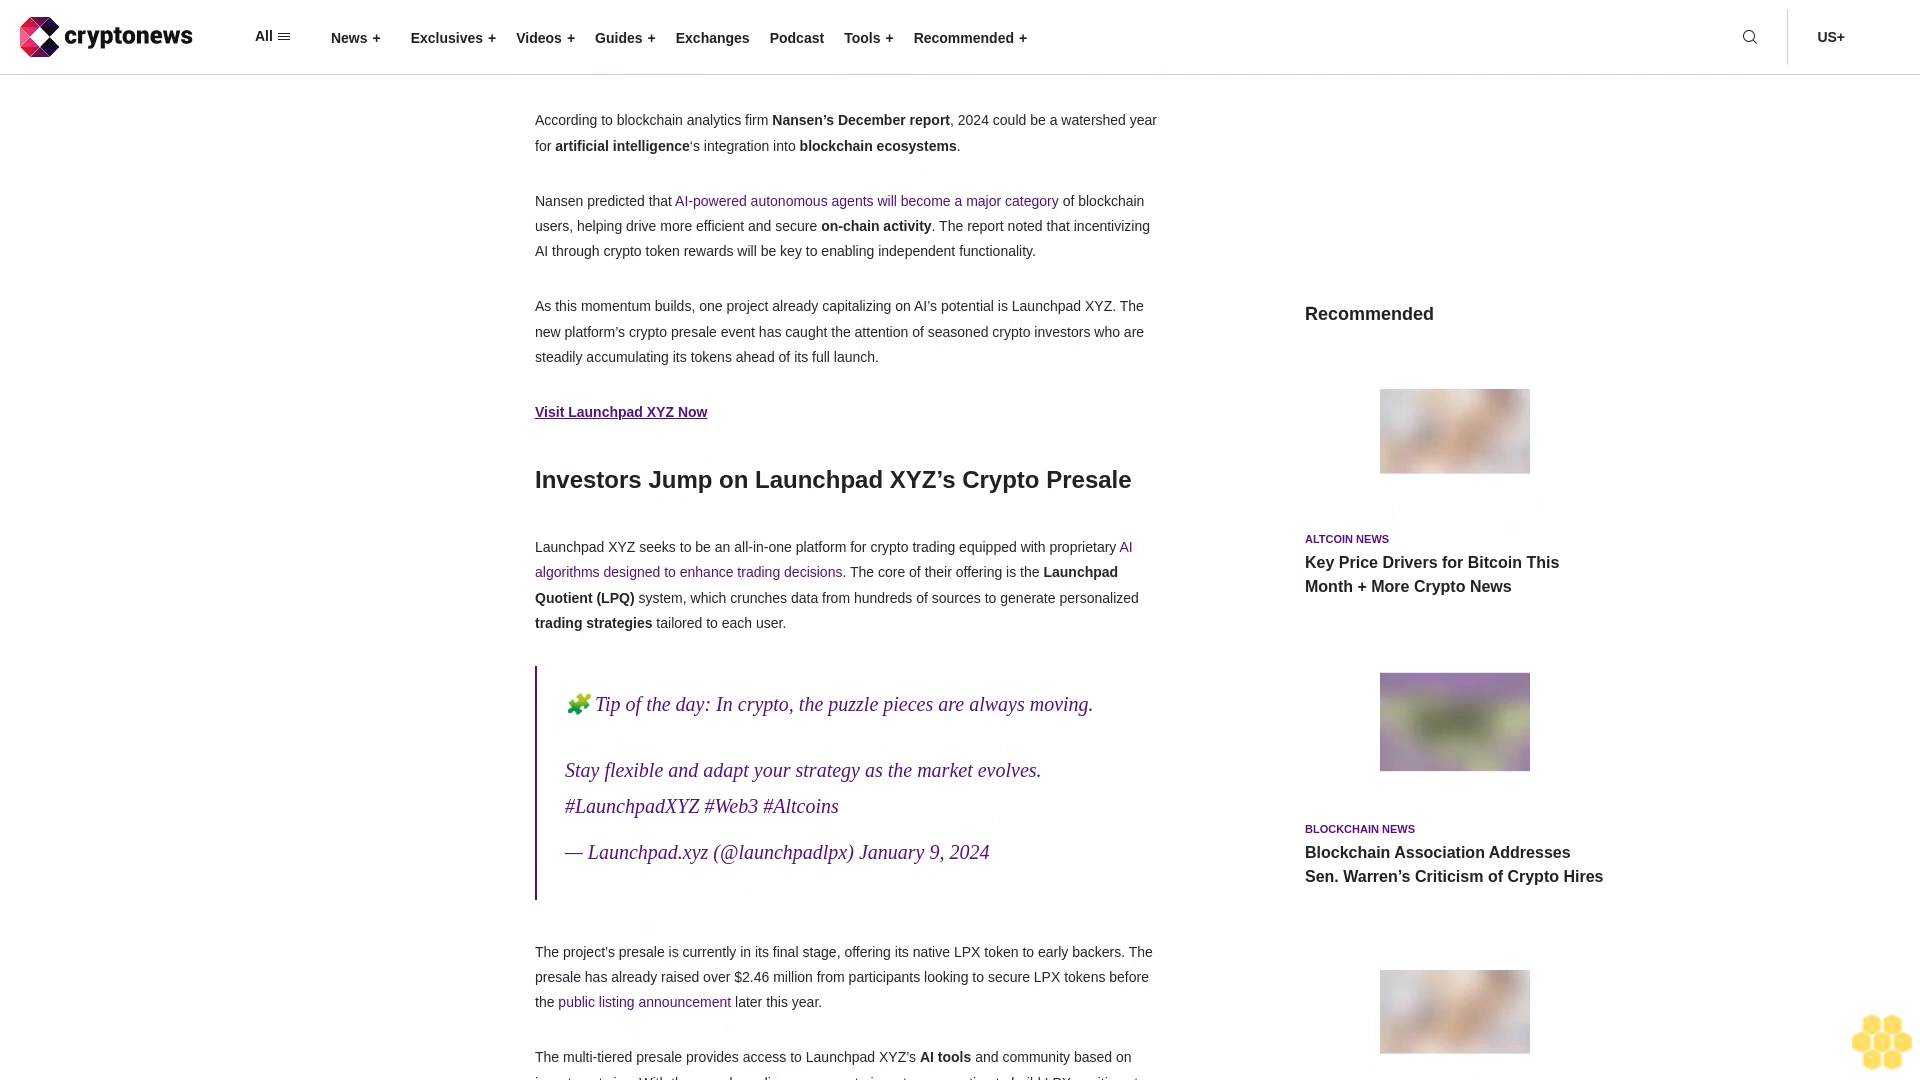 cryptonews
All
News +
Exclusives +
Videos +
Guides +
Exchanges
Podcast
Tools +
Recommended +
US+
According to blockchain analytics firm Nansen’s December report, 2024 could be a watershed year
for artificial intelligence‘s integration into blockchain ecosystems.
Nansen predicted that AI-powered autonomous agents will become a major category of blockchain
users, helping drive more efficient and secure on-chain activity. The report noted that incentivizing
AI through crypto token rewards will be key to enabling independent functionality.
As this momentum builds, one project already capitalizing on AI’s potential is Launchpad XYZ. The
new platform’s crypto presale event has caught the attention of seasoned crypto investors who are
steadily accumulating its tokens ahead of its full launch.
Visit Launchpad XYZ Now
Investors Jump on Launchpad XYZ’s Crypto Presale
Launchpad XYZ seeks to be an all-in-one platform for crypto trading equipped with proprietary AI
algorithms designed to enhance trading decisions. The core of their offering is the Launchpad
Quotient (LPQ) system, which crunches data from hundreds of sources to generate personalized
trading strategies tailored to each user.
🧩 Tip of the day: In crypto, the puzzle pieces are always moving.
Stay flexible and adapt your strategy as the market evolves.
#LaunchpadXYZ #Web3 #Altcoins
— Launchpad.xyz (@launchpadlpx) January 9, 2024
The project’s presale is currently in its final stage, offering its native LPX token to early backers. The
presale has already raised over $2.46 million from participants looking to secure LPX tokens before
the public listing announcement later this year.
The multi-tiered presale provides access to Launchpad XYZ’s AI tools and community based on
Recommended
ALTCOIN NEWS
Key Price Drivers for Bitcoin This
Month + More Crypto News
BLOCKCHAIN NEWS
Blockchain Association Addresses
Sen. Warren’s Criticism of Crypto Hires